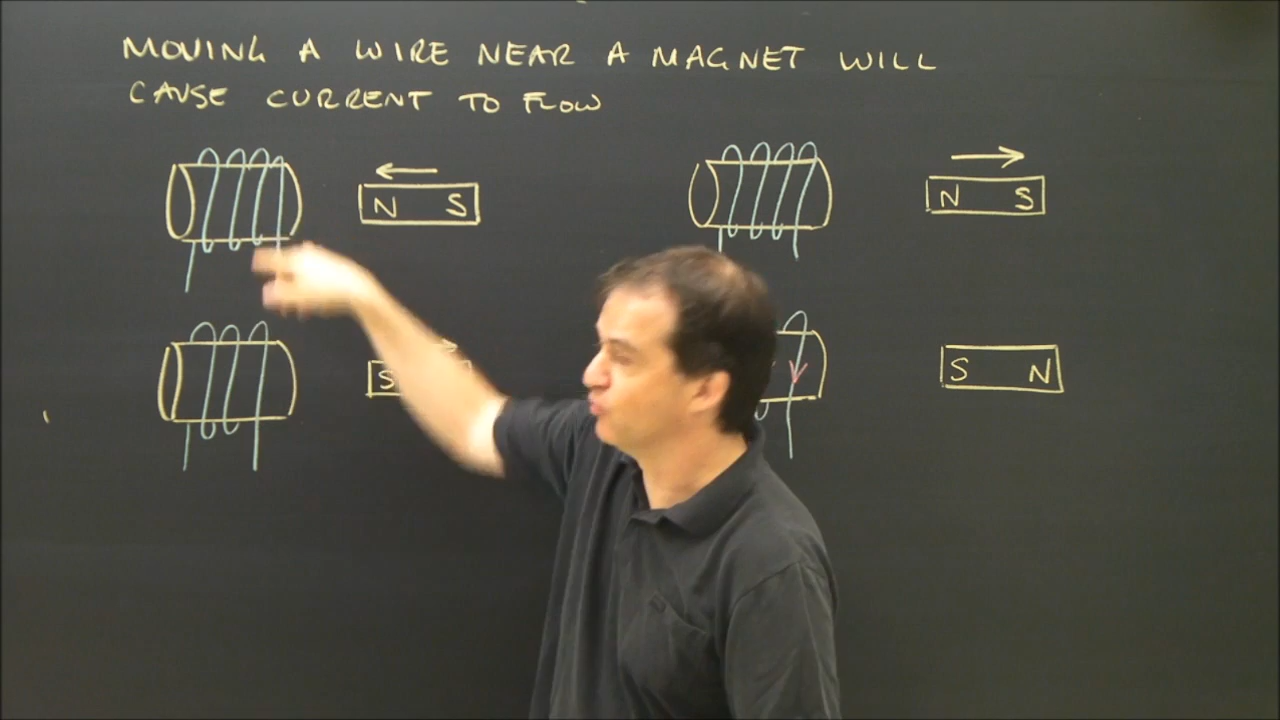 MOVING A WIRE NEAR A MAGNET WILL
CAUSE CURRENT TO FLOW
N S
N S
S
S N